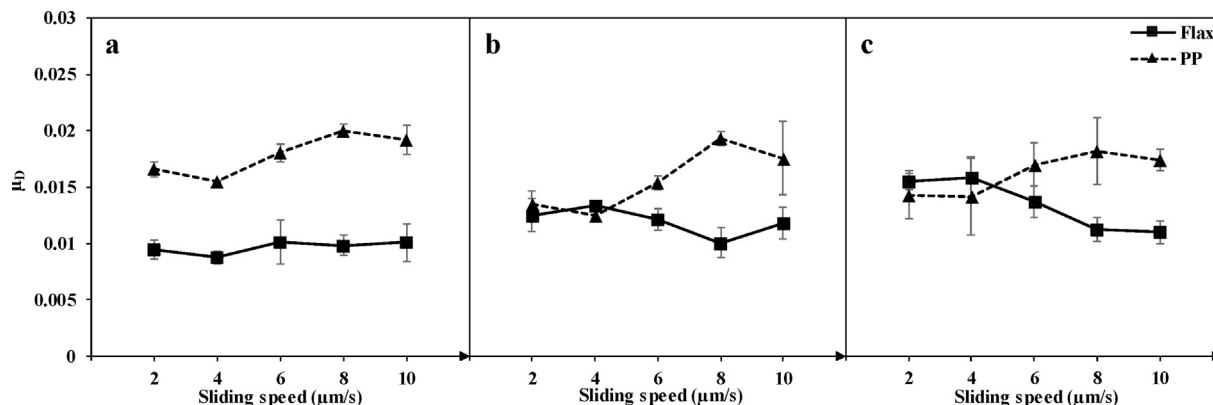 0.03
0.025
0.02
0.015
0.01
0.005
0
μD
a
b
c
Flax
PP
2 4 6 8 10
2 4 6 8 10
2 4 6 8 10
Sliding speed (μm/s)
Sliding speed (μm/s)
Sliding speed (μm/s)